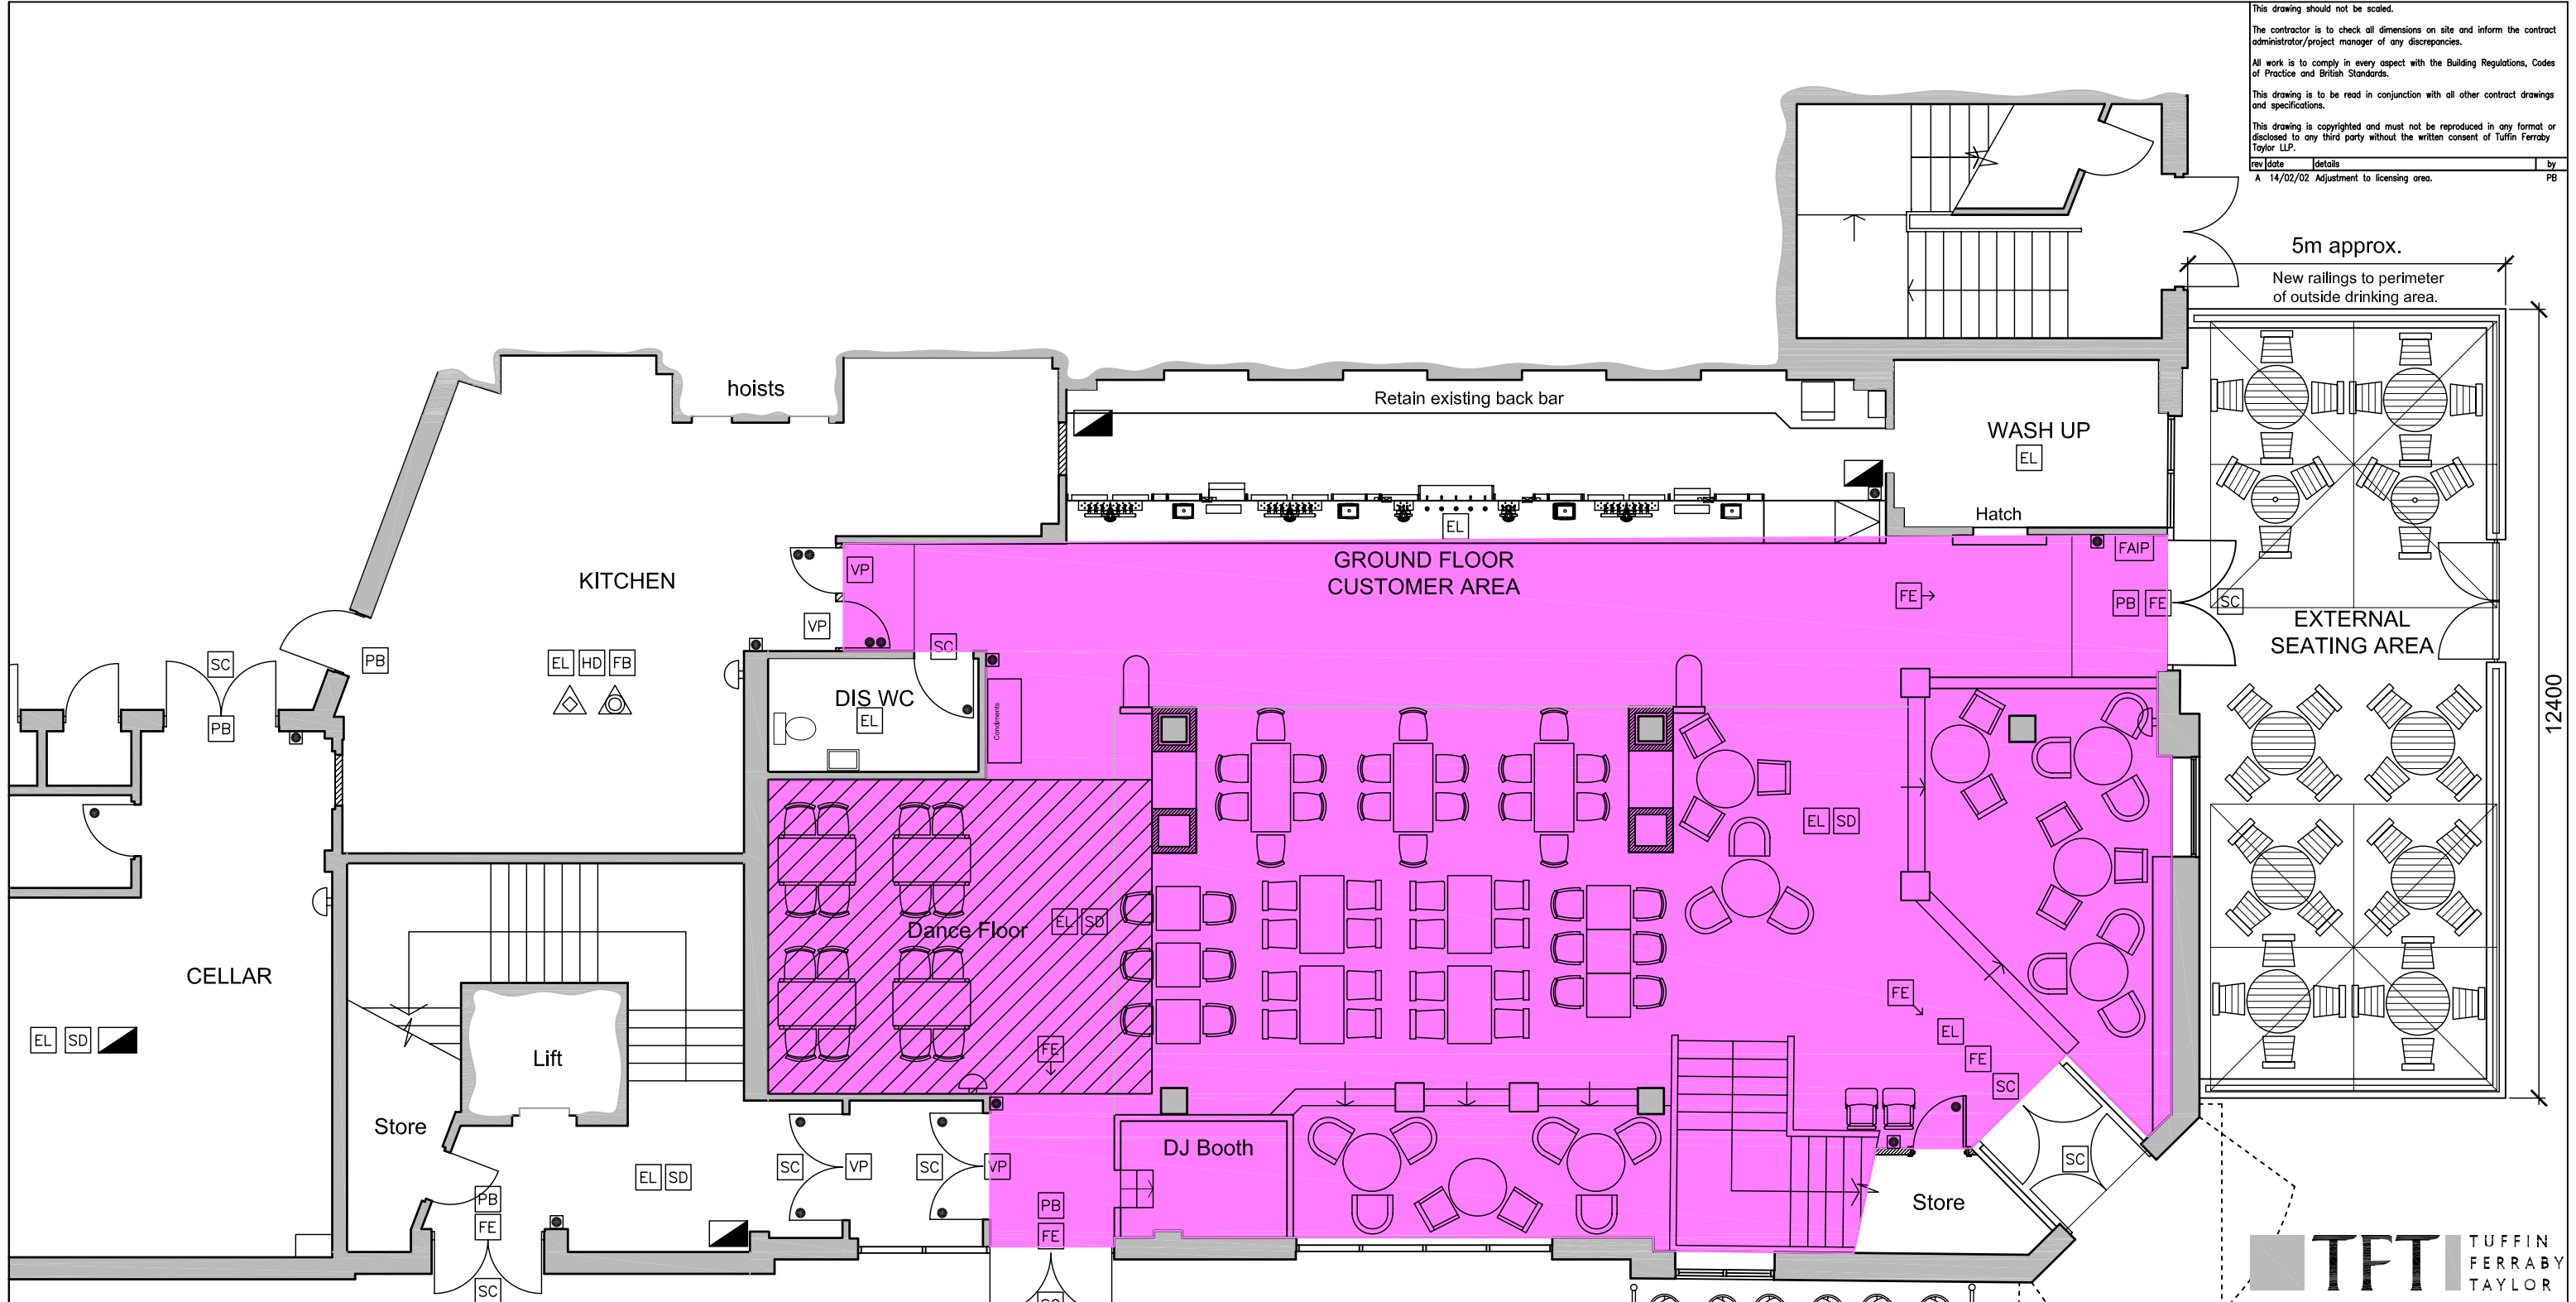 This drawing should not be scaled.
The contractor is to check all dimensions on site and inform the contract
administrator/project manager of any discrepancies.
All work is to comply in every aspect with the Building Regulations, Codes
of Practice and British Standards.
This drawing is to be read in conjunction with all other contract drawings
and specifications.
This drawing is copyrighted and must not be reproduced in any format or
disclosed to any third party without the written consent of Tuffin Ferraby
Taylor LLP.
rev date details by
A 14/02/02 Adjustment to licensing area. PB
5m approx.
New railings to perimeter
of outside drinking area.
hoists
Retain existing back bar
WASH UP
EL
Hatch
EL
GROUND FLOOR
CUSTOMER AREA
FAIP
KITCHEN
VP
FE
PB FE
SC
VP
EXTERNAL
SEATING AREA
SC
SC
PB
EL HD FB
12400
DIS WC
EL
Condiments
PB
EL SD
Dance Floor
EL SD
CELLAR
FE
EL SD
Lift
FE
EL
FE
SC
Store
DJ Booth
SC VP SC VP
SC
EL SD
PB
FE
PB
FE
Store
SC
SC
TFT
TUFFIN
FERRABY
TAYLOR